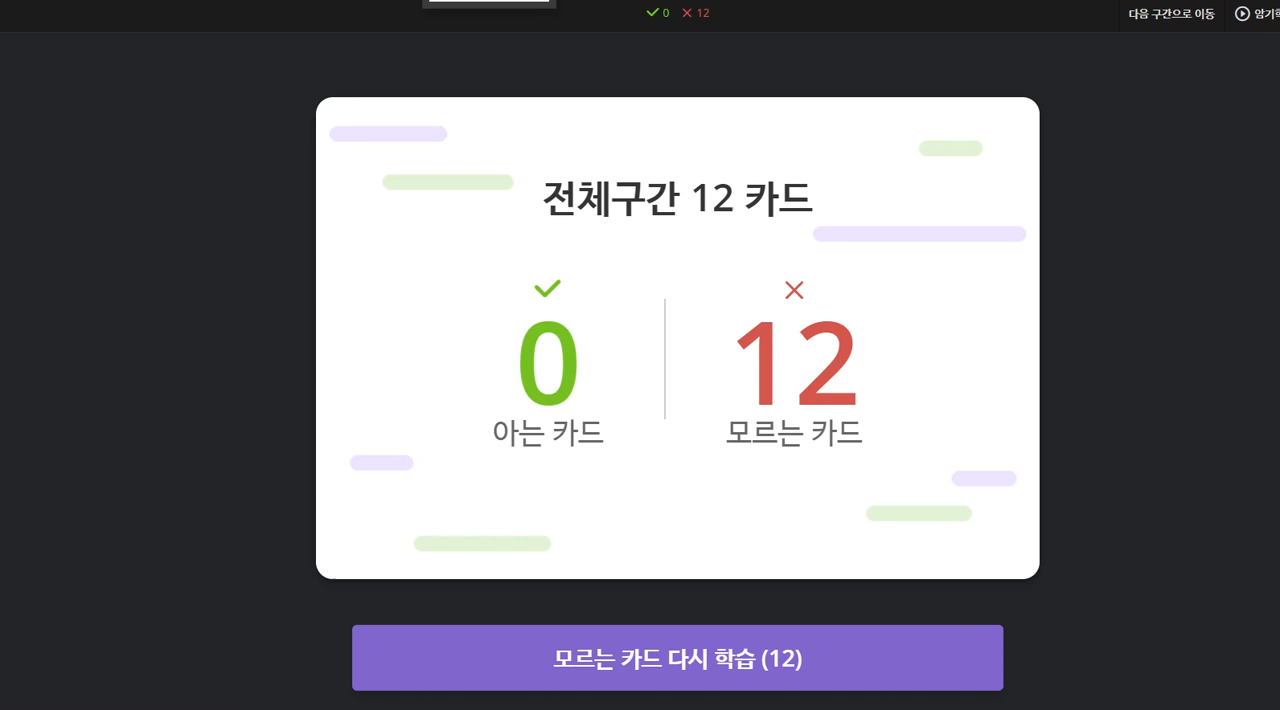 0 12 다음 구간으로 이동
전체구간 12 카드
0 12
아는 카드 모르는 카드
모르는 카드 다시 학습 (12)